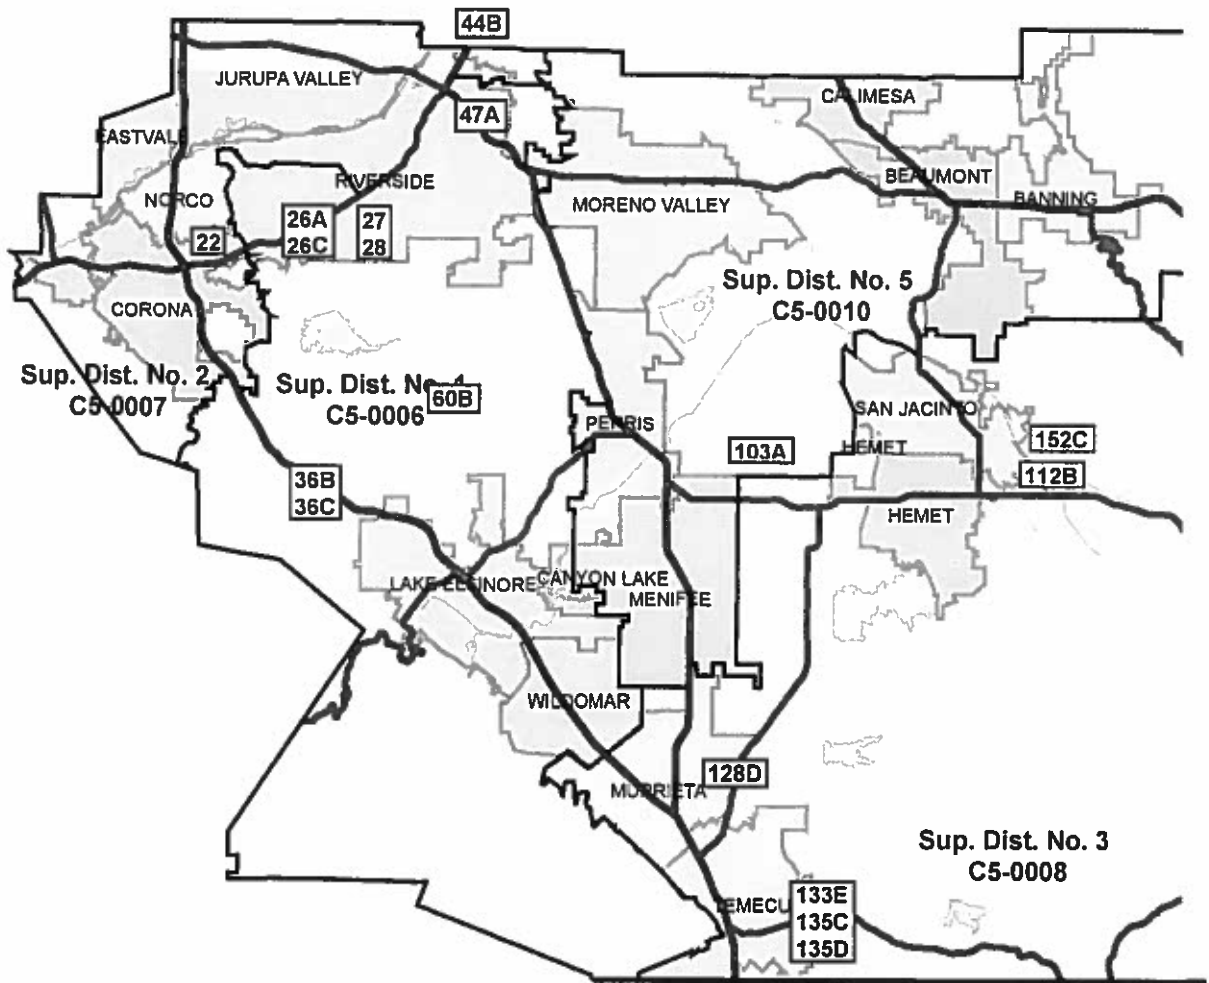 44B
JURUPA VALLEY
CALIMESA
47A
EASTVALE
RIVERSIDE
BEAUMONT
NORCO
26A
26C
27
28
MORENO VALLEY
BANNING
22
Sup. Dist. No. 5
C5-0010
CORONA
Sup. Dist. No. 2
C5-0007
Sup. Dist. No. 1
C5-0006
60B
SAN JACINTO
PERRIS
HEMET
152C
103A
112B
36B
36C
HEMET
LAKE ELSINORE
CANYON LAKE
MENIFEE
WILDOMAR
128D
MURRIETA
Sup. Dist. No. 3
C5-0008
TEMECU
133E
135C
135D